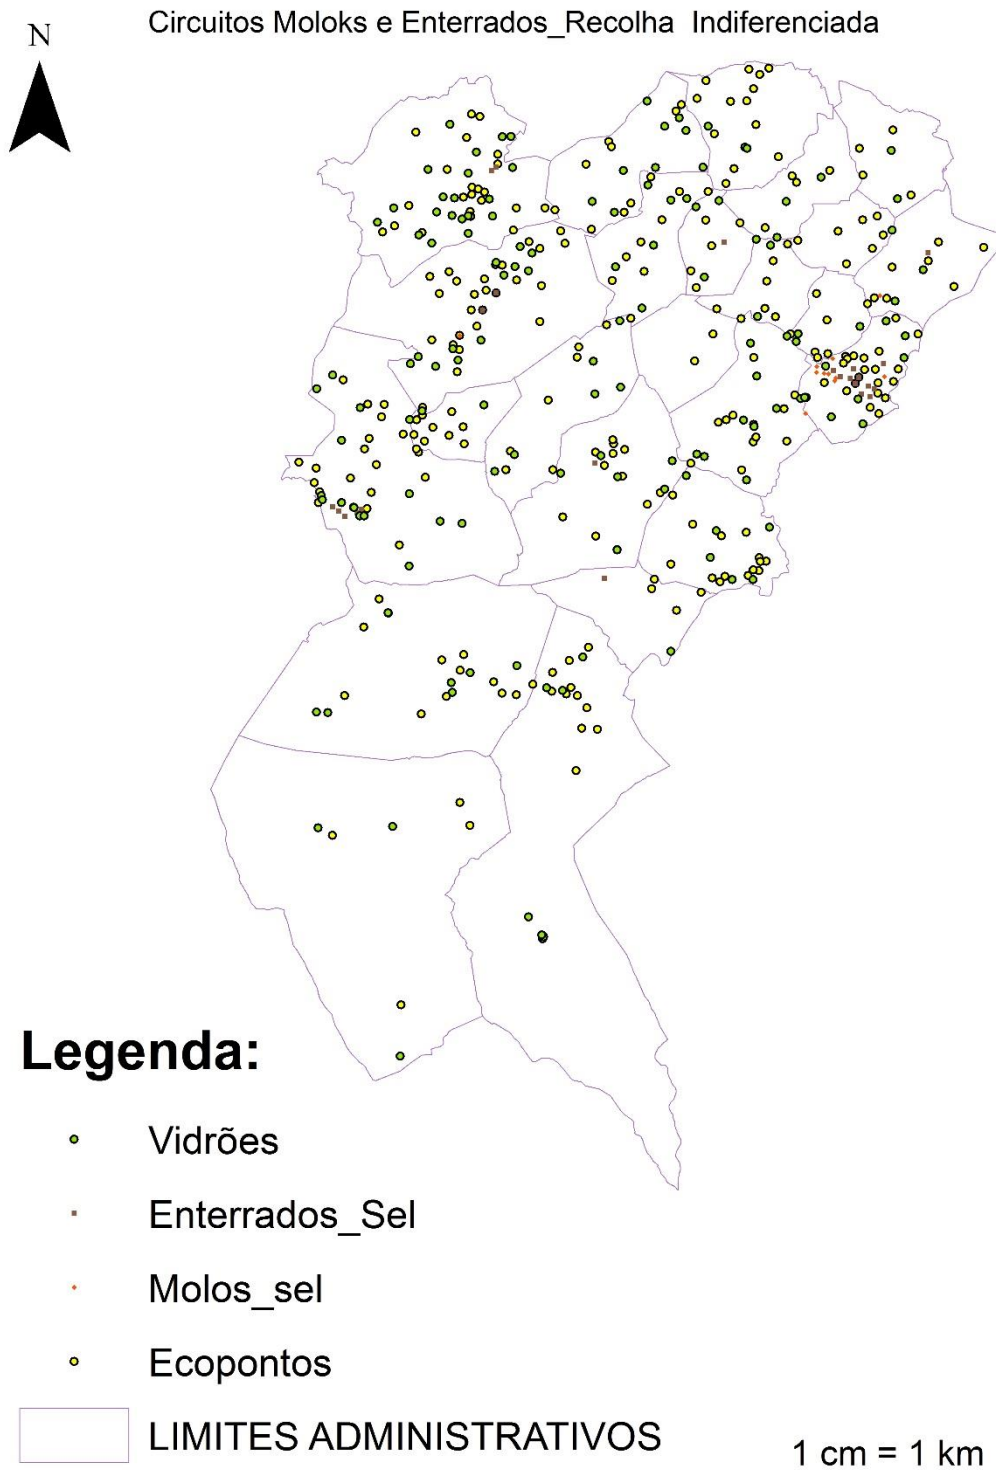 Circuitos Moloks e Enterrados_Recolha Indiferenciada
N
Legenda:
Vidrões
Enterrados_Sel
Molos_sel
Ecopontos
LIMITES ADMINISTRATIVOS
1 cm = 1 km